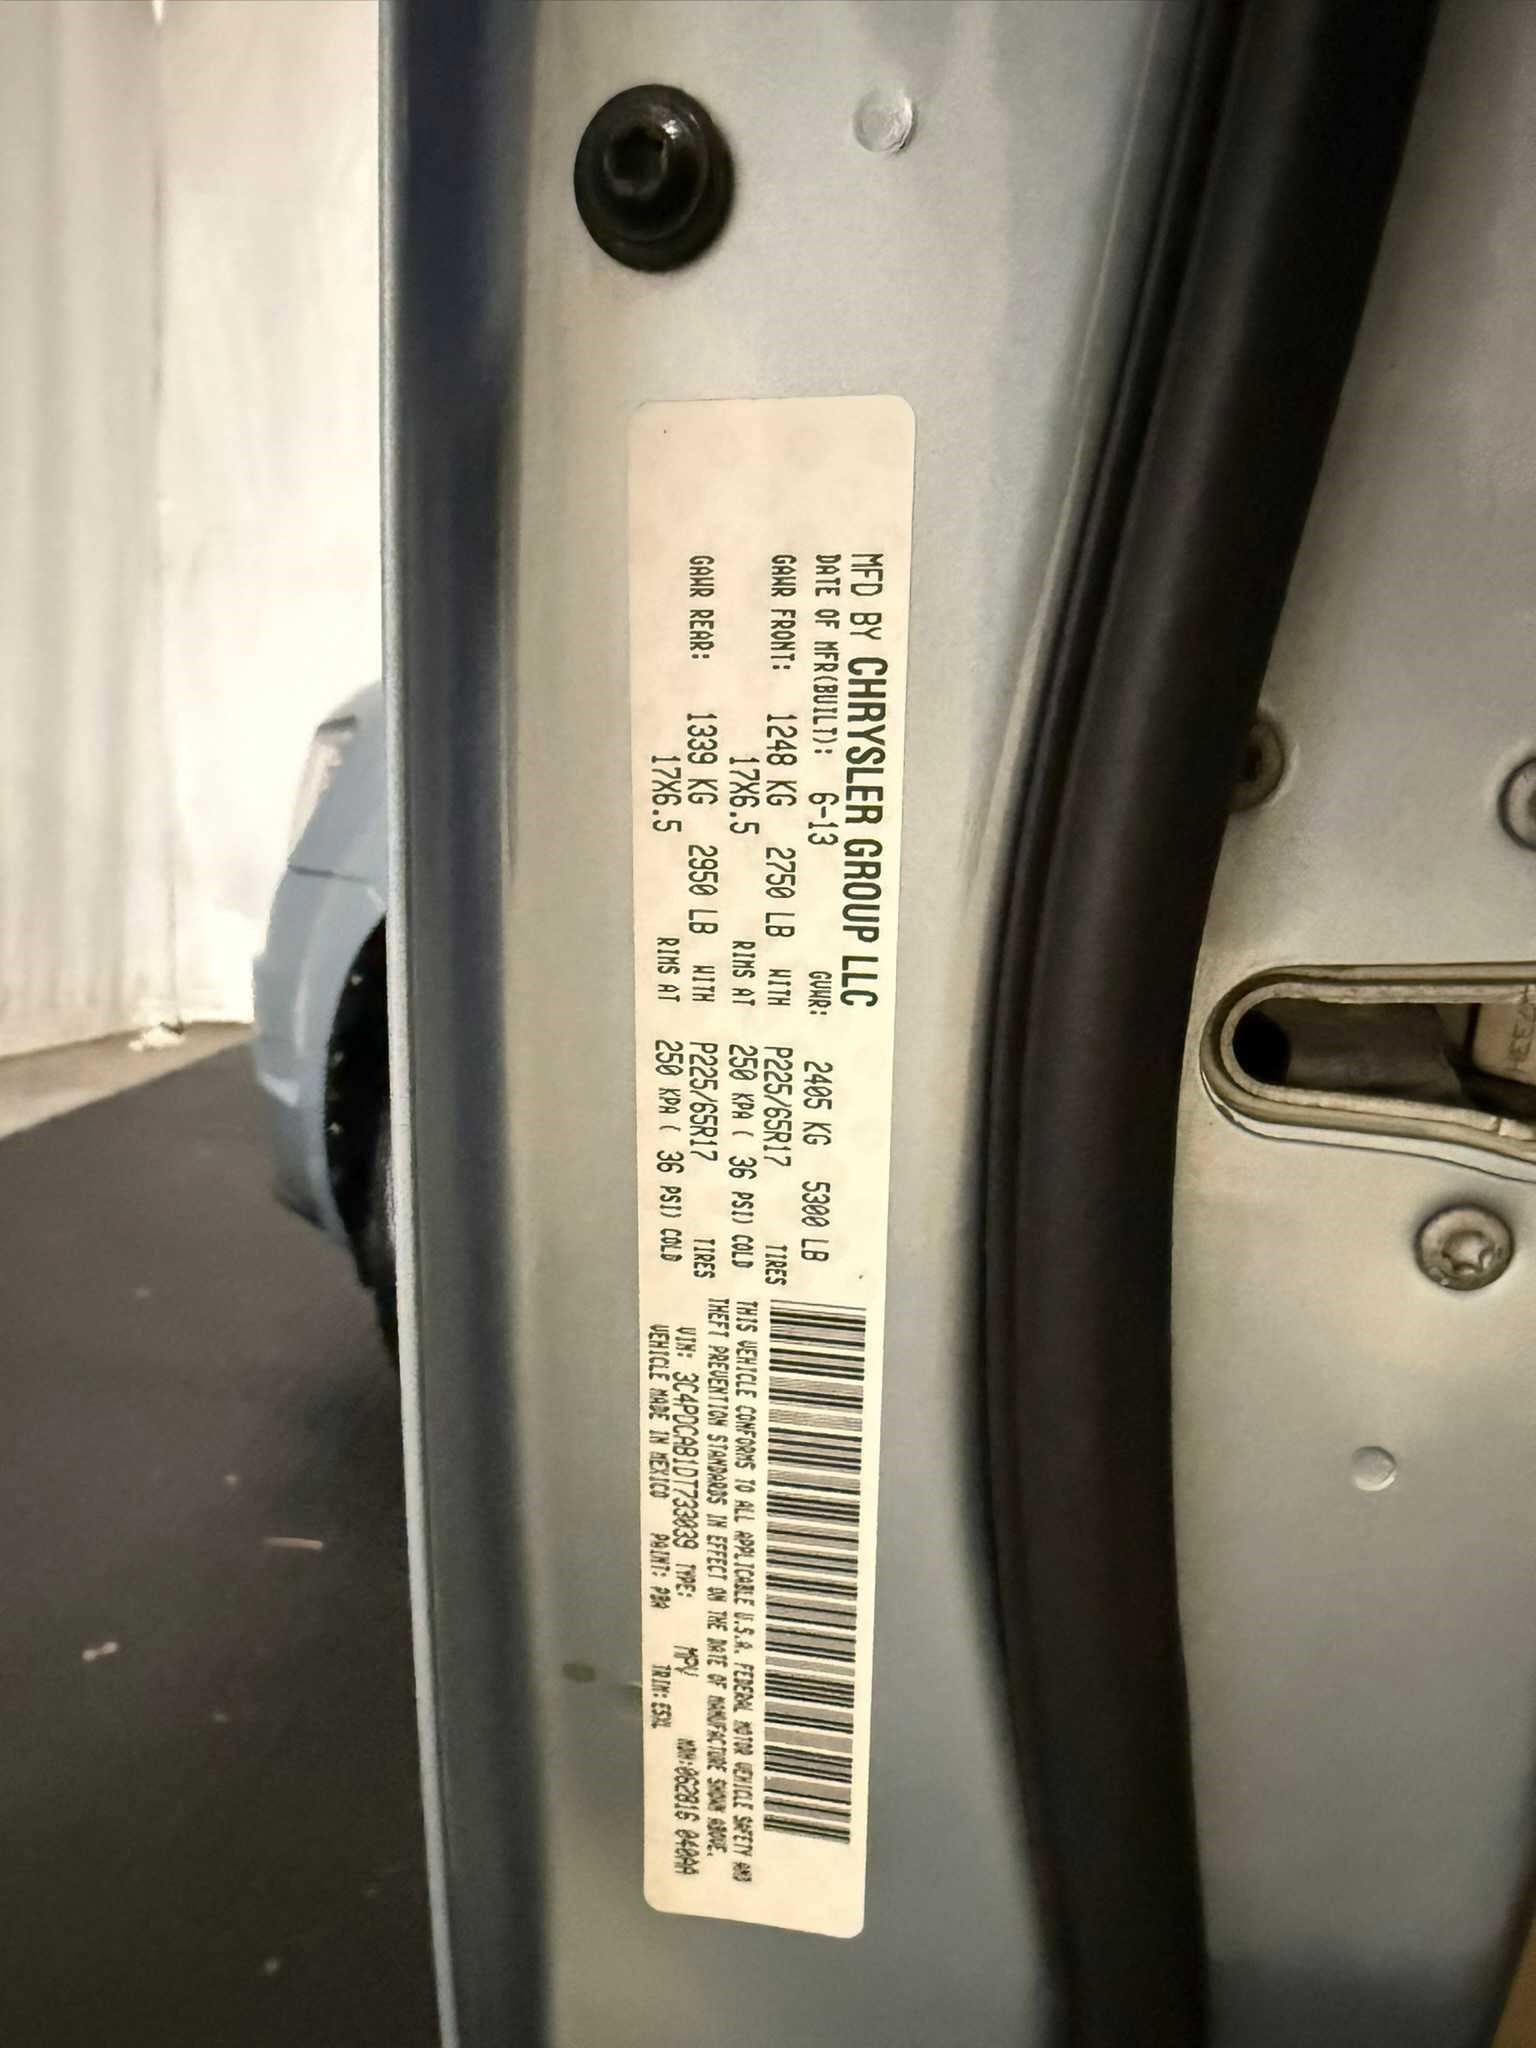 MFD BY CHRYSLER GROUP LLC
DATE OF MFR(BUILT): 6-13 GVWR: 2405 KG 5300 LB
GAWR FRONT: 1248 KG 2750 LB WITH P225/65R17 TIRES
17X6.5 RIMS AT 250 KPA ( 36 PSI) COLD
GAWR REAR: 1339 KG 2950 LB WITH P225/65R17 TIRES
17X6.5 RIMS AT 250 KPA ( 36 PSI) COLD
THIS VEHICLE CONFORMS TO ALL APPLICABLE U.S.A. FEDERAL MOTOR VEHICLE SAFETY AND
THEFT PREVENTION STANDARDS IN EFFECT ON THE DATE OF MANUFACTURE SHOWN ABOVE.
VIN: 3C4PDCAB1DT733039 TYPE: MPV MDH:062816 040AA
VEHICLE MADE IN MEXICO PAINT: PBA TRIM: ESXL